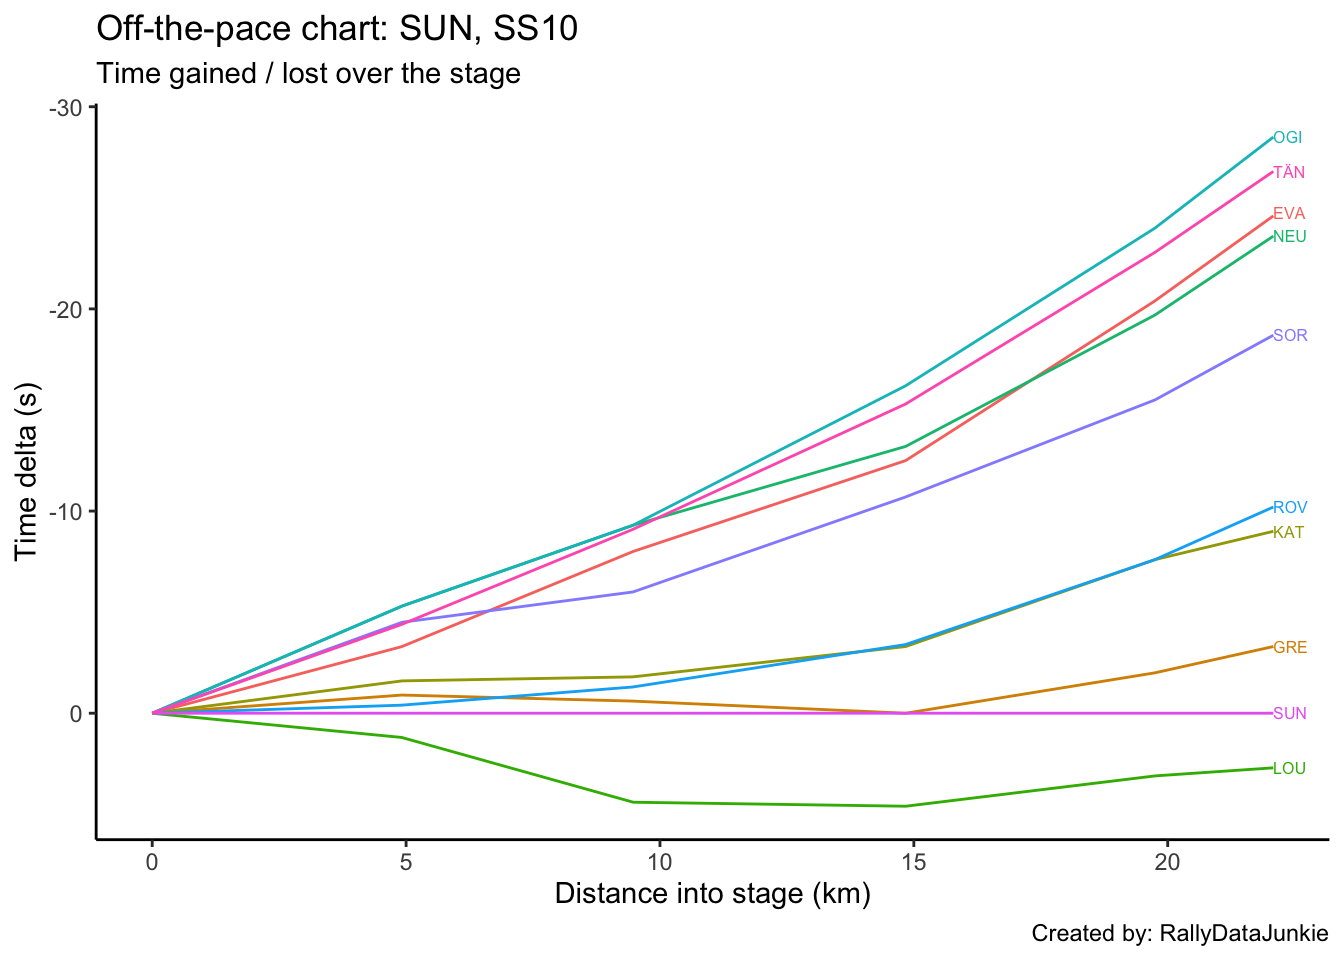 Off-the-pace chart: SUN, SS10
Time gained / lost over the stage
-30
-20
-10
0
Time delta (s)
OGI
TÄN
EVA
NEU
SOR
ROV
KAT
GRE
SUN
LOU
0 5 10 15 20
Distance into stage (km)
Created by: RallyDataJunkie